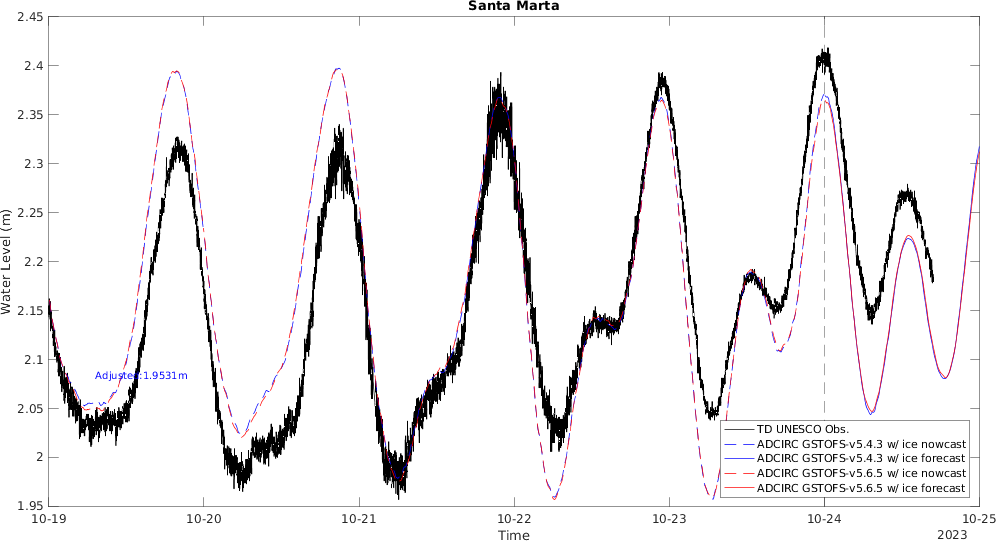 Santa Marta
2.45
2.4
2.35
2.3
2.25
2.2
2.15
2.1
2.05
2
1.95
Water Level (m)
Adjusted:1.9531m
TD UNESCO Obs.
ADCIRC GSTOFS-v5.4.3 w/ ice nowcast
ADCIRC GSTOFS-v5.4.3 w/ ice forecast
ADCIRC GSTOFS-v5.6.5 w/ ice nowcast
ADCIRC GSTOFS-v5.6.5 w/ ice forecast
10-19 10-20 10-21 10-22 10-23 10-24 10-25
Time
2023